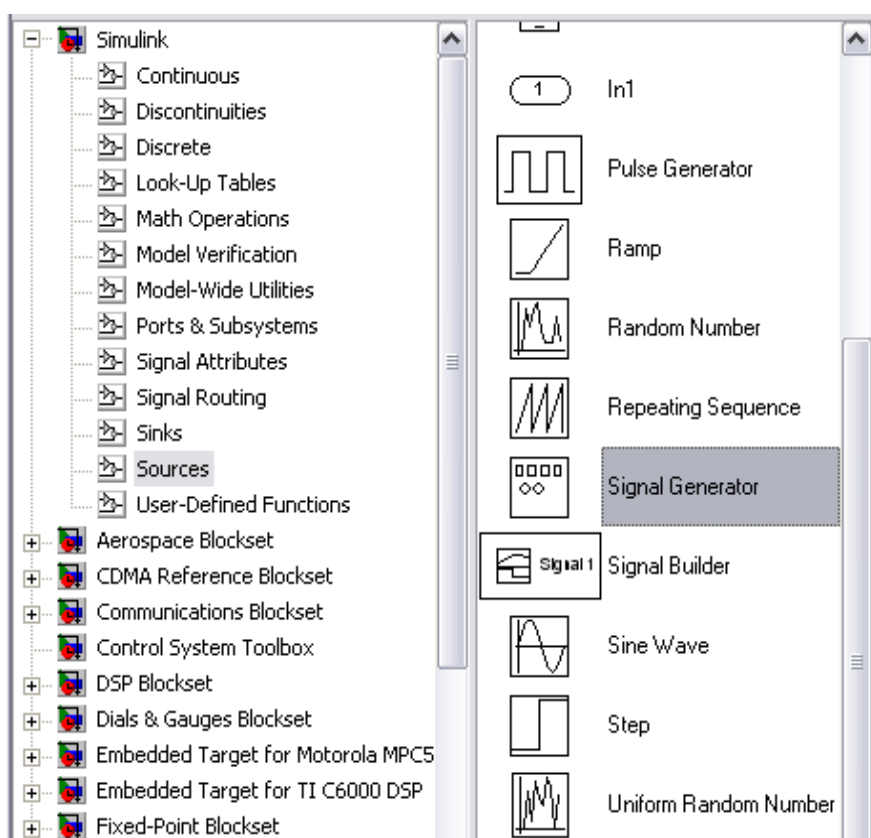 Simulink
Continuous
Discontinuities
Discrete
Look-Up Tables
Math Operations
Model Verification
Model-Wide Utilities
Ports & Subsystems
Signal Attributes
Signal Routing
Sinks
Sources
User-Defined Functions
Aerospace Blockset
CDMA Reference Blockset
Communications Blockset
Control System Toolbox
DSP Blockset
Dials & Gauges Blockset
Embedded Target for Motorola MPC5
Embedded Target for TI C6000 DSP
Fixed-Point Blockset
1 In1
Pulse Generator
Ramp
Random Number
Repeating Sequence
Signal Generator
Signal 1 Signal Builder
Sine Wave
Step
Uniform Random Number